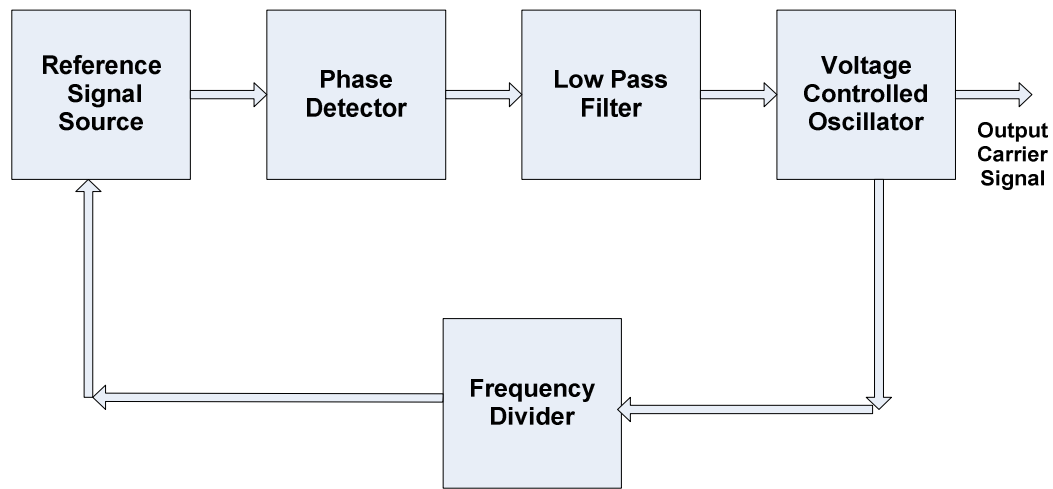 Reference
Signal
Source
Phase
Detector
Low Pass
Filter
Voltage
Controlled
Oscillator
Output
Carrier
Signal
Frequency
Divider